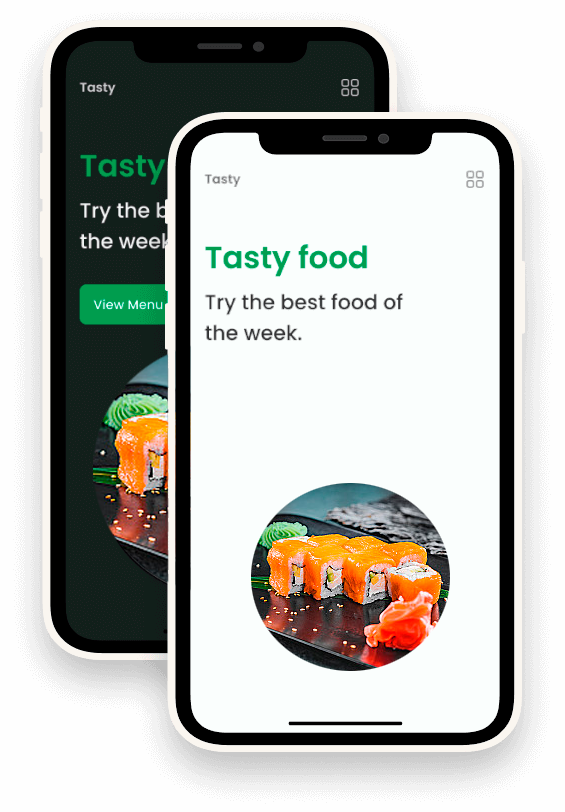 Tasty
Tasty
Try the
the week
View Menu
Tasty
Tasty food
Try the best food of
the week.